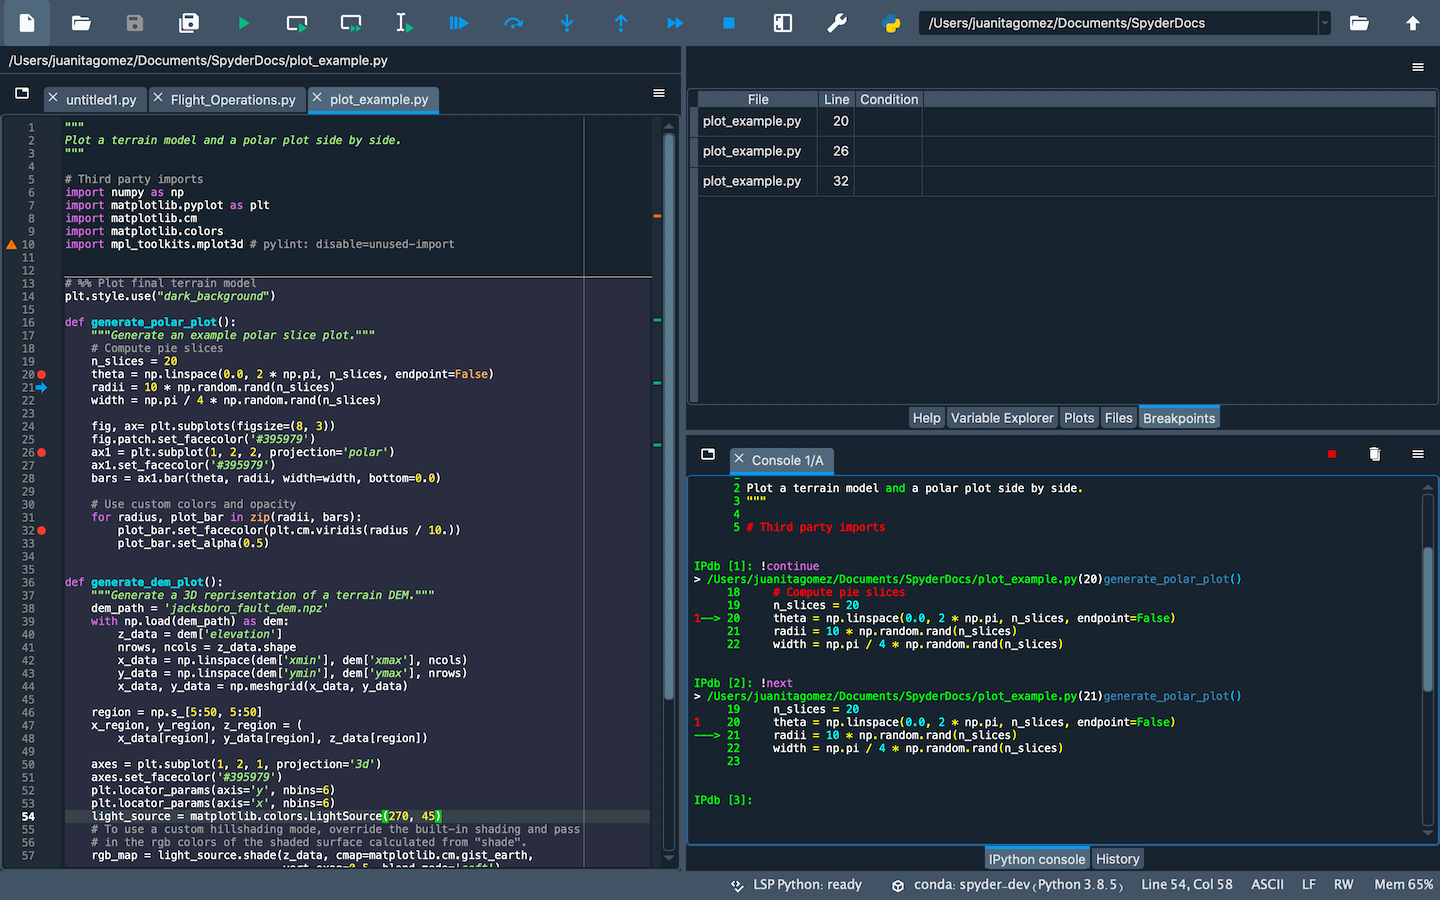 /Users/juanitagomez/Documents/SpyderDocs
/Users/juanitagomez/Documents/SpyderDocs/plot_example.py
untitled1.py
Flight_Operations.py
plot_example.py
1 """
2 Plot a terrain model and a polar plot side by side.
3 """
4
5 # Third party imports
6 import numpy as np
7 import matplotlib.pyplot as plt
8 import matplotlib.cm
9 import matplotlib.colors
10 import mpl_toolkits.mplot3d # pylint: disable=unused-import
11
12
13 # %% Plot final terrain model
14 plt.style.use("dark_background")
15
16 def generate_polar_plot():
17 """Generate an example polar slice plot."""
18 # Compute pie slices
19 n_slices = 20
20 theta = np.linspace(0.0, 2 * np.pi, n_slices, endpoint=False)
21 radii = 10 * np.random.rand(n_slices)
22 width = np.pi / 4 * np.random.rand(n_slices)
23
24 fig, ax= plt.subplots(figsize=(8, 3))
25 fig.patch.set_facecolor('#395979')
26 ax1 = plt.subplot(1, 2, 2, projection='polar')
27 ax1.set_facecolor('#395979')
28 bars = ax1.bar(theta, radii, width=width, bottom=0.0)
29
30 # Use custom colors and opacity
31 for radius, plot_bar in zip(radii, bars):
32 plot_bar.set_facecolor(plt.cm.viridis(radius / 10.))
33 plot_bar.set_alpha(0.5)
34
35
36 def generate_dem_plot():
37 """Generate a 3D reprisentation of a terrain DEM."""
38 dem_path = 'jacksboro_fault_dem.npz'
39 with np.load(dem_path) as dem:
40 z_data = dem['elevation']
41 nrows, ncols = z_data.shape
42 x_data = np.linspace(dem['xmin'], dem['xmax'], ncols)
43 y_data = np.linspace(dem['ymin'], dem['ymax'], nrows)
44 x_data, y_data = np.meshgrid(x_data, y_data)
45
46 region = np.s_[5:50, 5:50]
47 x_region, y_region, z_region = (
48 x_data[region], y_data[region], z_data[region])
49
50 axes = plt.subplot(1, 2, 1, projection='3d')
51 axes.set_facecolor('#395979')
52 plt.locator_params(axis='y', nbins=6)
53 plt.locator_params(axis='x', nbins=6)
54 light_source = matplotlib.colors.LightSource(270, 45)
55 # To use a custom hillshading mode, override the built-in shading and pass
56 # in the rgb colors of the shaded surface calculated from "shade".
57 rgb_map = light_source.shade(z_data, cmap=matplotlib.cm.gist_earth,
File Line Condition
plot_example.py 20
plot_example.py 26
plot_example.py 32
Help Variable Explorer Plots Files Breakpoints
Console 1/A
2 Plot a terrain model and a polar plot side by side.
3 """
4
5 # Third party imports
IPdb [1]: !continue
> /Users/juanitagomez/Documents/SpyderDocs/plot_example.py(20)generate_polar_plot()
18 # Compute pie slices
19 n_slices = 20
1--> 20 theta = np.linspace(0.0, 2 * np.pi, n_slices, endpoint=False)
21 radii = 10 * np.random.rand(n_slices)
22 width = np.pi / 4 * np.random.rand(n_slices)
IPdb [2]: !next
> /Users/juanitagomez/Documents/SpyderDocs/plot_example.py(21)generate_polar_plot()
19 n_slices = 20
1 20 theta = np.linspace(0.0, 2 * np.pi, n_slices, endpoint=False)
---> 21 radii = 10 * np.random.rand(n_slices)
22 width = np.pi / 4 * np.random.rand(n_slices)
23
IPdb [3]:
IPython console History
LSP Python: ready conda: spyder-dev (Python 3.8.5) Line 54, Col 58 ASCII LF RW Mem 65%